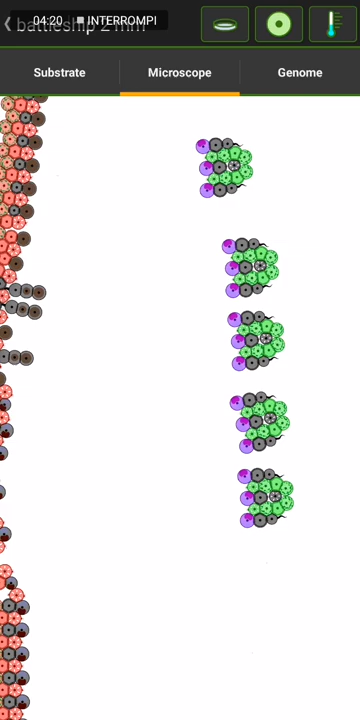 04:20 INTERROMPI
battleship 2 mm
Substrate
Microscope
Genome